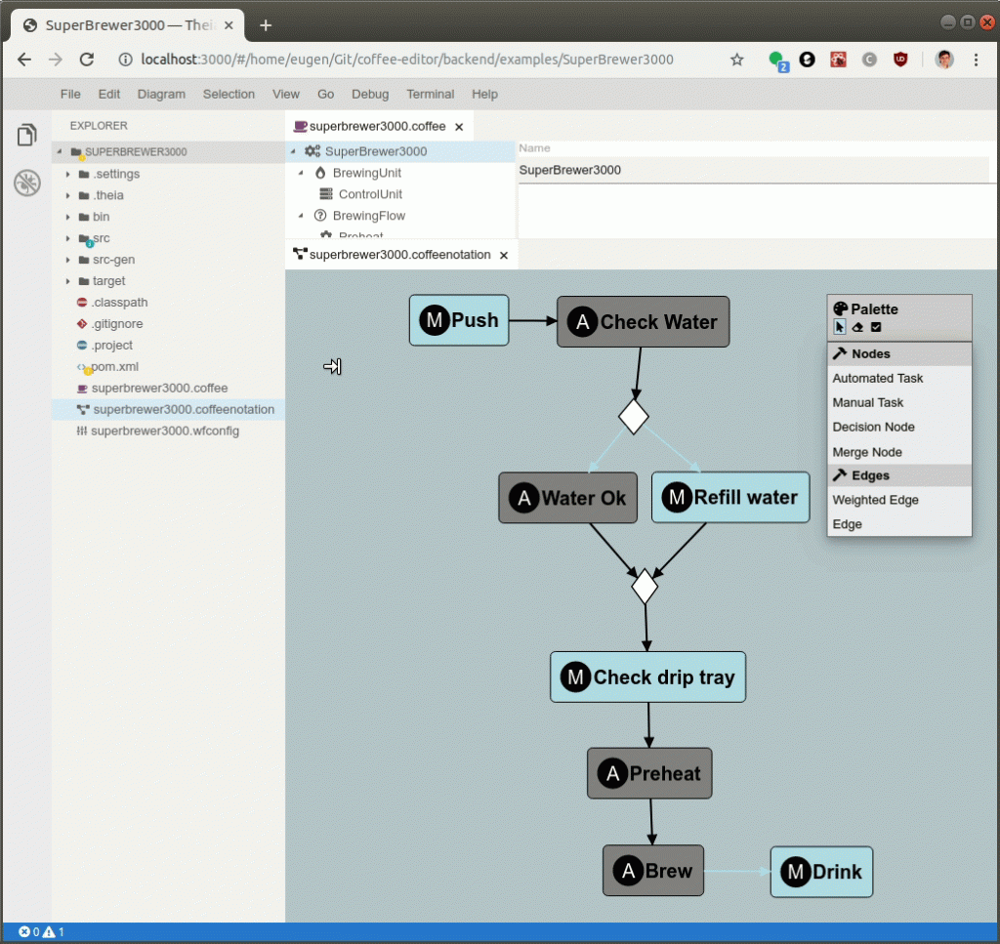 SuperBrewer3000 — Theia
localhost:3000/#/home/eugen/Git/coffee-editor/backend/examples/SuperBrewer3000
2
C
File Edit Diagram Selection View Go Debug Terminal Help
EXPLORER
SUPERBREWER3000
.settings
.theia
bin
src
src-gen
target
.classpath
.gitignore
.project
pom.xml
superbrewer3000.coffee
superbrewer3000.coffeenotation
superbrewer3000.wfconfig
superbrewer3000.coffee
SuperBrewer3000
BrewingUnit
ControlUnit
BrewingFlow
Preheat
Name
SuperBrewer3000
superbrewer3000.coffeenotation
M Push
A Check Water
A Water Ok
M Refill water
M Check drip tray
A Preheat
A Brew
M Drink
Palette
Nodes
Automated Task
Manual Task
Decision Node
Merge Node
Edges
Weighted Edge
Edge
0 1